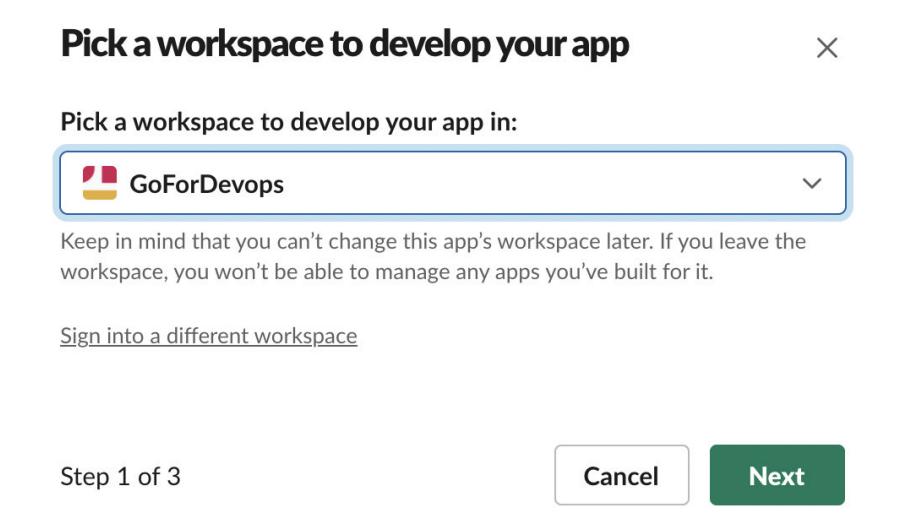 Pick a workspace to develop your app
Pick a workspace to develop your app in:
GoForDevops
Keep in mind that you can’t change this app’s workspace later. If you leave the
workspace, you won’t be able to manage any apps you’ve built for it.
Sign into a different workspace
Step 1 of 3
Cancel
Next